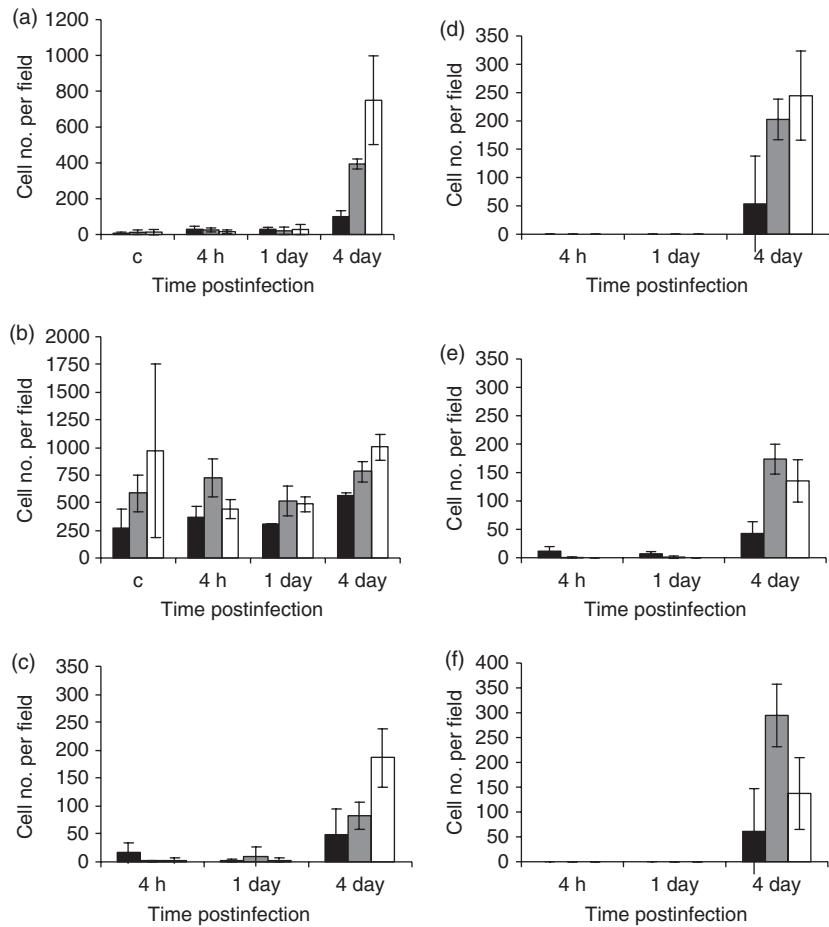 (a)
1200
1000
800
600
400
200
0
Cell no. per field
c 4 h 1 day 4 day
Time postinfection
(b)
2000
1750
1500
1250
1000
750
500
250
0
Cell no. per field
c 4 h 1 day 4 day
Time postinfection
(c)
350
300
250
200
150
100
50
0
Cell no. per field
4 h 1 day 4 day
Time postinfection
(d)
350
300
250
200
150
100
50
0
Cell no. per field
4 h 1 day 4 day
Time postinfection
(e)
350
300
250
200
150
100
50
0
Cell no. per field
4 h 1 day 4 day
Time postinfection
(f)
400
350
300
250
200
150
100
50
0
Cell no. per field
4 h 1 day 4 day
Time postinfection